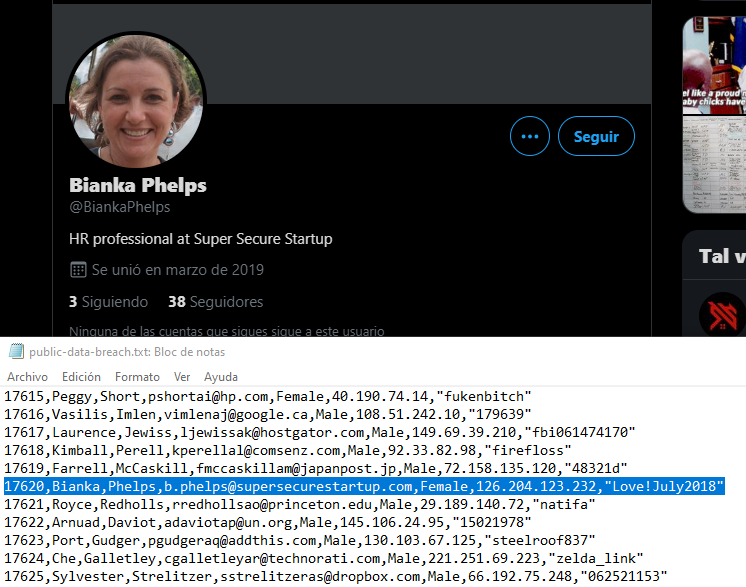 el like a proud
aby chicks have
Seguir
Bianka Phelps
@BiankaPhelps
HR professional at Super Secure Startup
Se unió en marzo de 2019
3 Siguiendo 38 Seguidores
Ninguna de las cuentas que sigues sigue a este usuario
Tal v
public-data-breach.txt: Bloc de notas
Archivo Edición Formato Ver Ayuda
17615,Peggy,Short,pshortai@hp.com,Female,40.190.74.14,"fukenbitch"
17616,Vasilis,Imlen,vimlenaj@google.ca,Male,108.51.242.10,"179639"
17617,Laurence,Jewiss,ljewissak@hostgator.com,Male,149.69.39.210,"fbi061474170"
17618,Kimball,Perell,kperellal@comsenz.com,Male,92.33.82.98,"firefloss"
17619,Farrell,McCaskill,fmccaskillam@japanpost.jp,Male,72.158.135.120,"48321d"
17620,Bianka,Phelps,b.phelps@supersecurestartup.com,Female,126.204.123.232,"Love!July2018"
17621,Royce,Redholls,rredhollsao@princeton.edu,Male,29.189.140.72,"natifa"
17622,Arnuad,Daviot,adaviotap@un.org,Male,145.106.24.95,"15021978"
17623,Port,Gudger,pgudgeraq@addthis.com,Male,130.103.67.125,"steelroof837"
17624,Che,Galletley,cgalletleyar@technorati.com,Male,221.251.69.223,"zelda_link"
17625,Sylvester,Strelitzer,sstrelitzeras@dropbox.com,Male,66.192.75.248,"062521153"